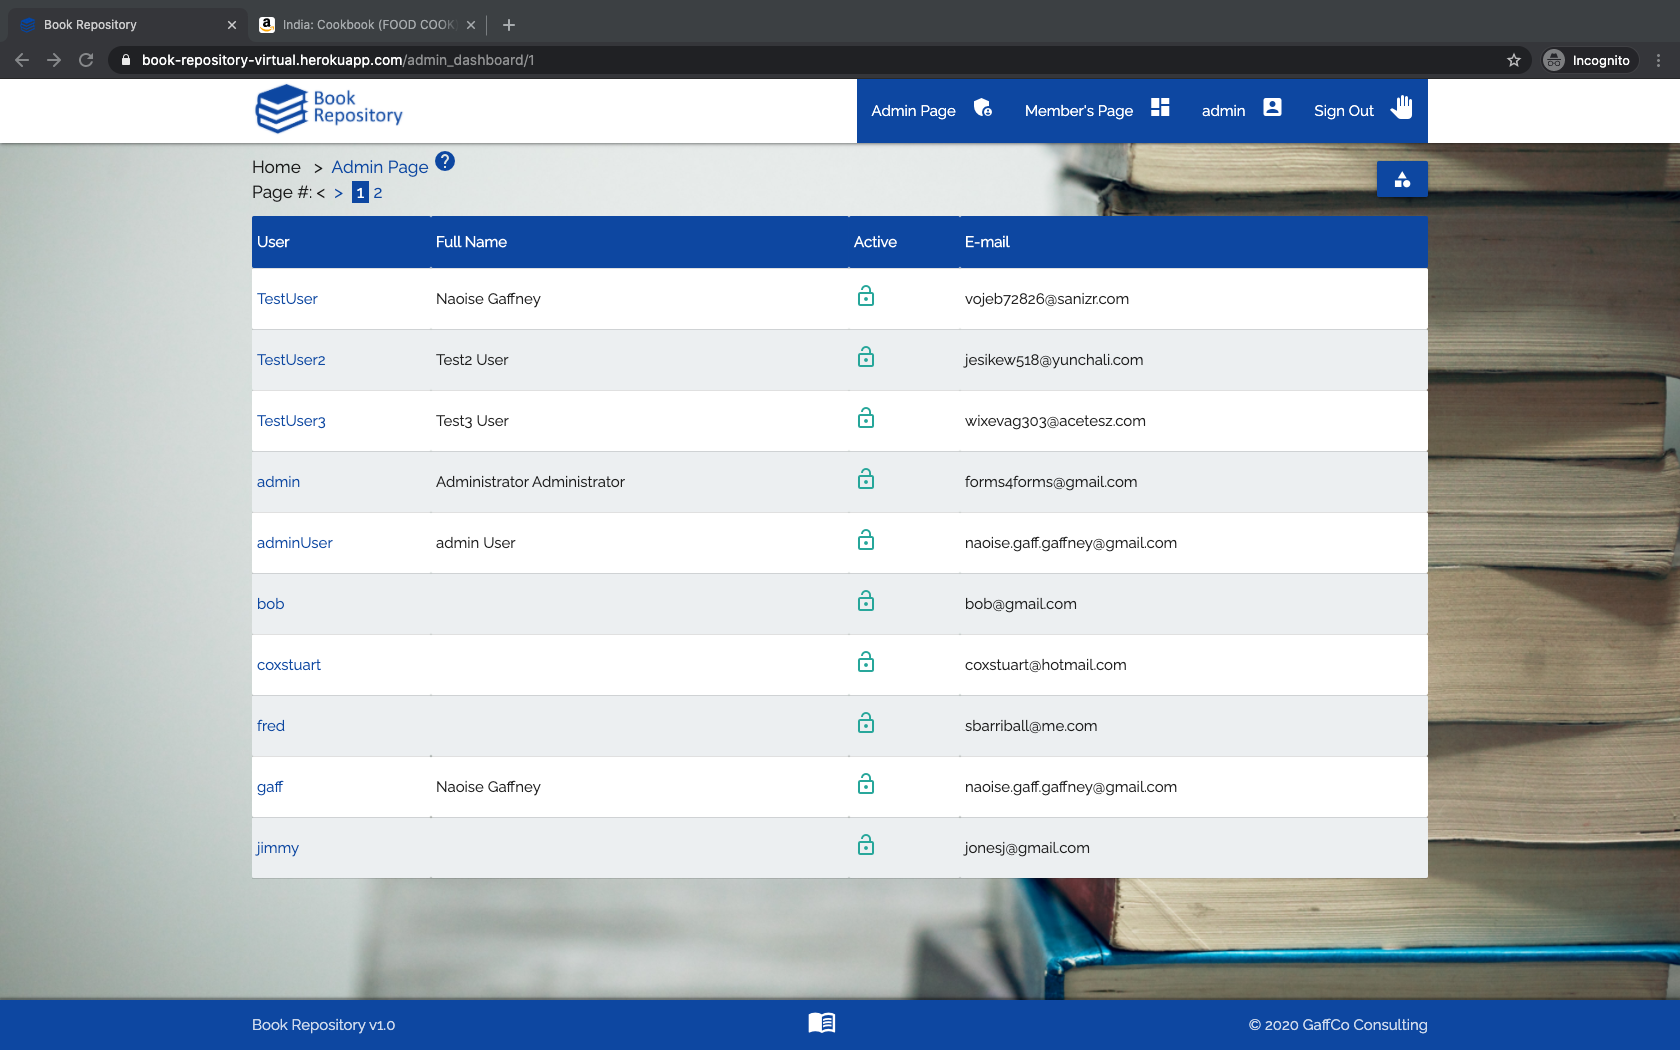 Book Repository
India: Cookbook (FOOD COOK
book-repository-virtual.herokuapp.com/admin_dashboard/1
Incognito
Book
Repository
Admin Page Member's Page admin Sign Out
Home > Admin Page ?
Page #: < > 1 2
User Full Name Active E-mail
TestUser Naoise Gaffney vojeb72826@sanizr.com
TestUser2 Test2 User jesikew518@yunchali.com
TestUser3 Test3 User wixevag303@acetesz.com
admin Administrator Administrator forms4forms@gmail.com
adminUser admin User naoise.gaff.gaffney@gmail.com
bob bob@gmail.com
coxstuart coxstuart@hotmail.com
fred sbarriball@me.com
gaff Naoise Gaffney naoise.gaff.gaffney@gmail.com
jimmy jonesj@gmail.com
Book Repository v1.0
© 2020 GaffCo Consulting